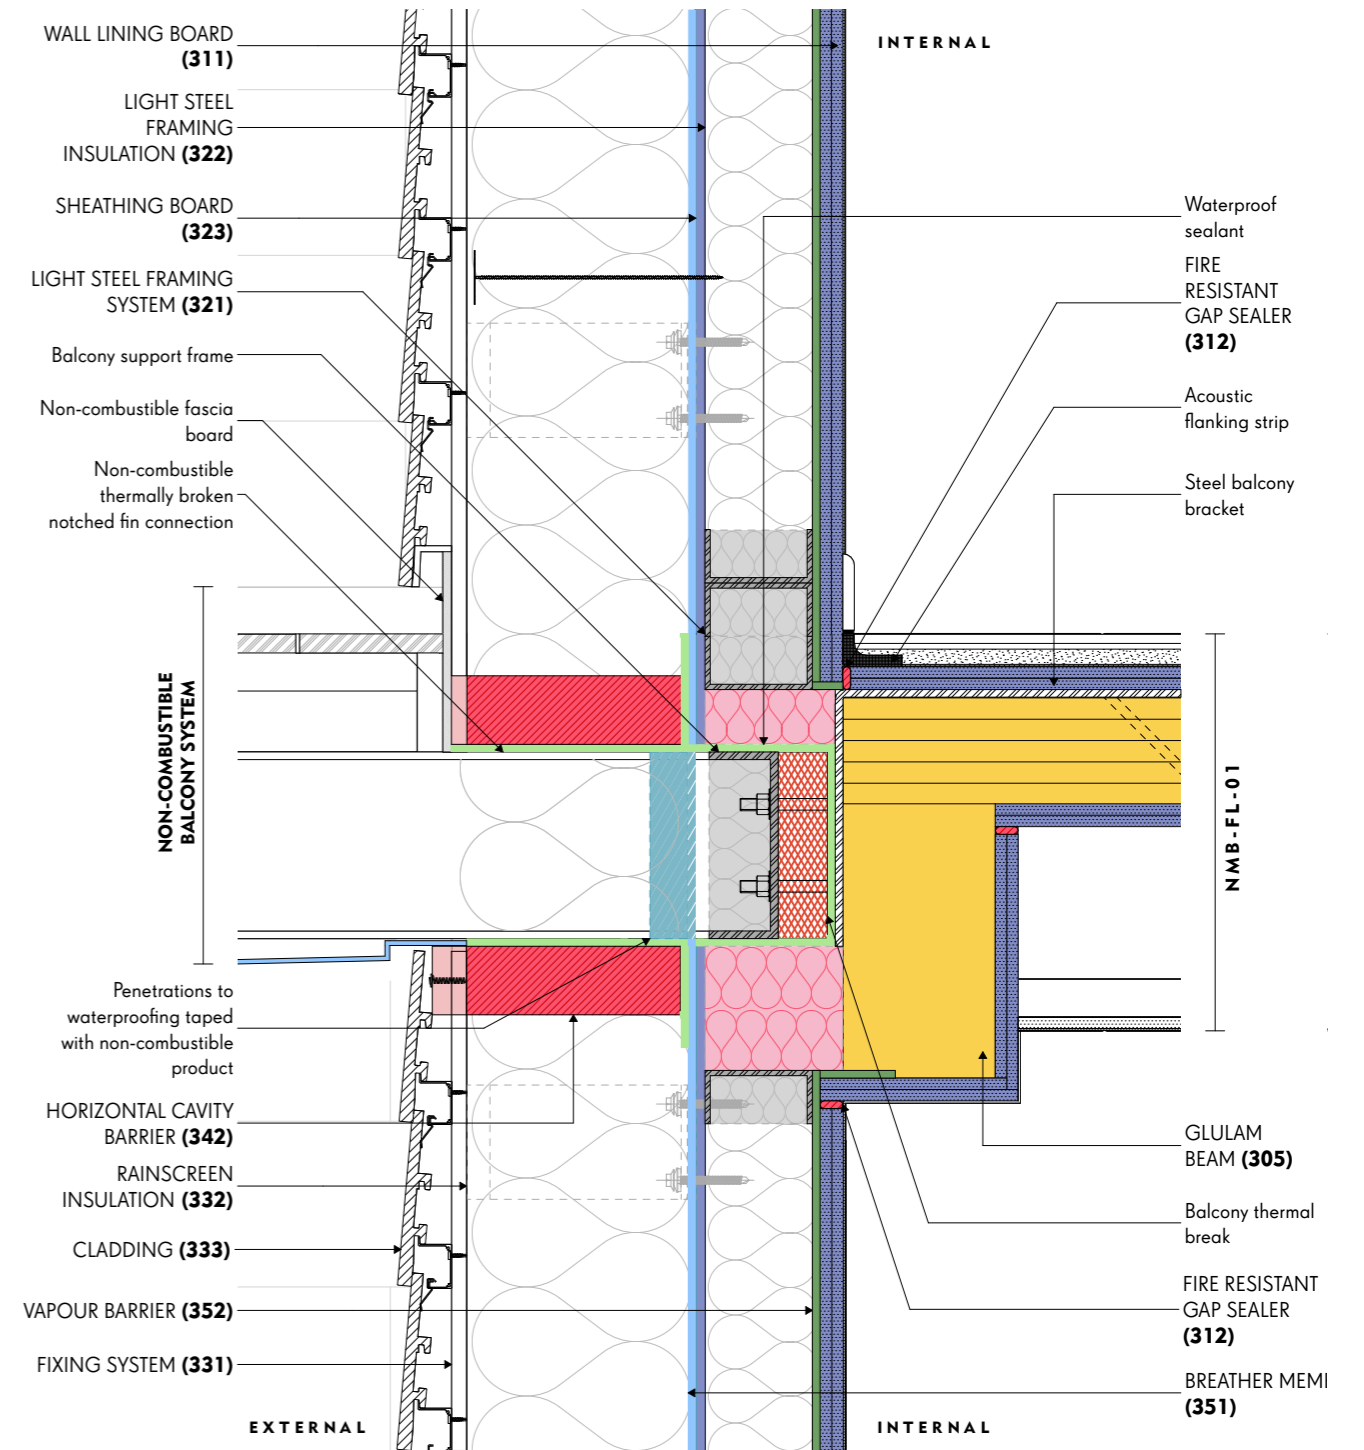 WALL LINING BOARD
(311)
LIGHT STEEL
FRAMING
INSULATION (322)
SHEATHING BOARD
(323)
LIGHT STEEL FRAMING
SYSTEM (321)
Balcony support frame
Non-combustible fascia
board
Non-combustible
thermally broken
notched fin connection
NON-COMBUSTIBLE
BALCONY SYSTEM
Penetrations to
waterproofing taped
with non-combustible
product
HORIZONTAL CAVITY
BARRIER (342)
RAINSCREEN
INSULATION (332)
CLADDING (333)
VAPOUR BARRIER (352)
FIXING SYSTEM (331)
EXTERNAL
INTERNAL
Waterproof
sealant
FIRE
RESISTANT
GAP SEALER
(312)
Acoustic
flanking strip
Steel balcony
bracket
NMB-FL-01
GLULAM
BEAM (305)
Balcony thermal
break
FIRE RESISTANT
GAP SEALER
(312)
BREATHER
(351)
INTERNAL